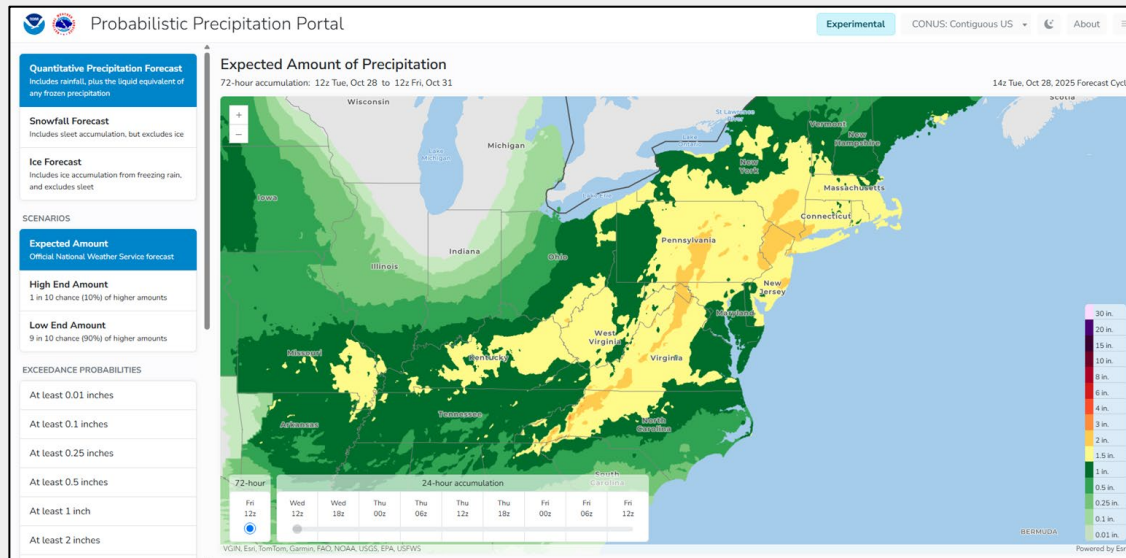 Probabilistic Precipitation Portal
Experimental
CONUS: Contiguous US
About
Quantitative Precipitation Forecast
Includes rainfall, plus the liquid equivalent of
any frozen precipitation
Snowfall Forecast
Includes sleet accumulation, but excludes ice
Ice Forecast
Includes ice accumulation from freezing rain,
and excludes sleet
SCENARIOS
Expected Amount
Official National Weather Service forecast
High End Amount
1 in 10 chance (10%) of higher amounts
Low End Amount
9 in 10 chance (90%) of higher amounts
EXCEEDANCE PROBABILITIES
At least 0.01 inches
At least 0.1 inches
At least 0.25 inches
At least 0.5 inches
At least 1 inch
At least 2 inches
Expected Amount of Precipitation
72-hour accumulation: 12z Tue, Oct 28 to 12z Fri, Oct 31
14z Tue, Oct 28, 2025 Forecast Cycl
+
−
Wisconsin
Scotia
St Lawrence
River
Vermont
New
Hampshire
Lake
Michigan
Michigan
New
York
Iowa
Massachusetts
Connecticut
Pennsylvania
Indiana
Ohio
Illinois
New
Jersey
Maryland
West
Virginia
Missouri
Kentucky
Virginia
Tennessee
North
Carolina
Arkansas
South
Carolina
BERMUDA
72-hour
24-hour accumulation
Fri Wed Wed Thu Thu Thu Thu Fri Fri Fri
12z 12z 18z 00z 06z 12z 18z 00z 06z 12z
30 in.
20 in.
15 in.
10 in.
8 in.
6 in.
4 in.
3 in.
2 in.
1.5 in.
1 in.
0.5 in.
0.25 in.
0.1 in.
0.01 in.
VGIN, Esri, TomTom, Garmin, FAO, NOAA, USGS, EPA, USFWS
Powered by Esri